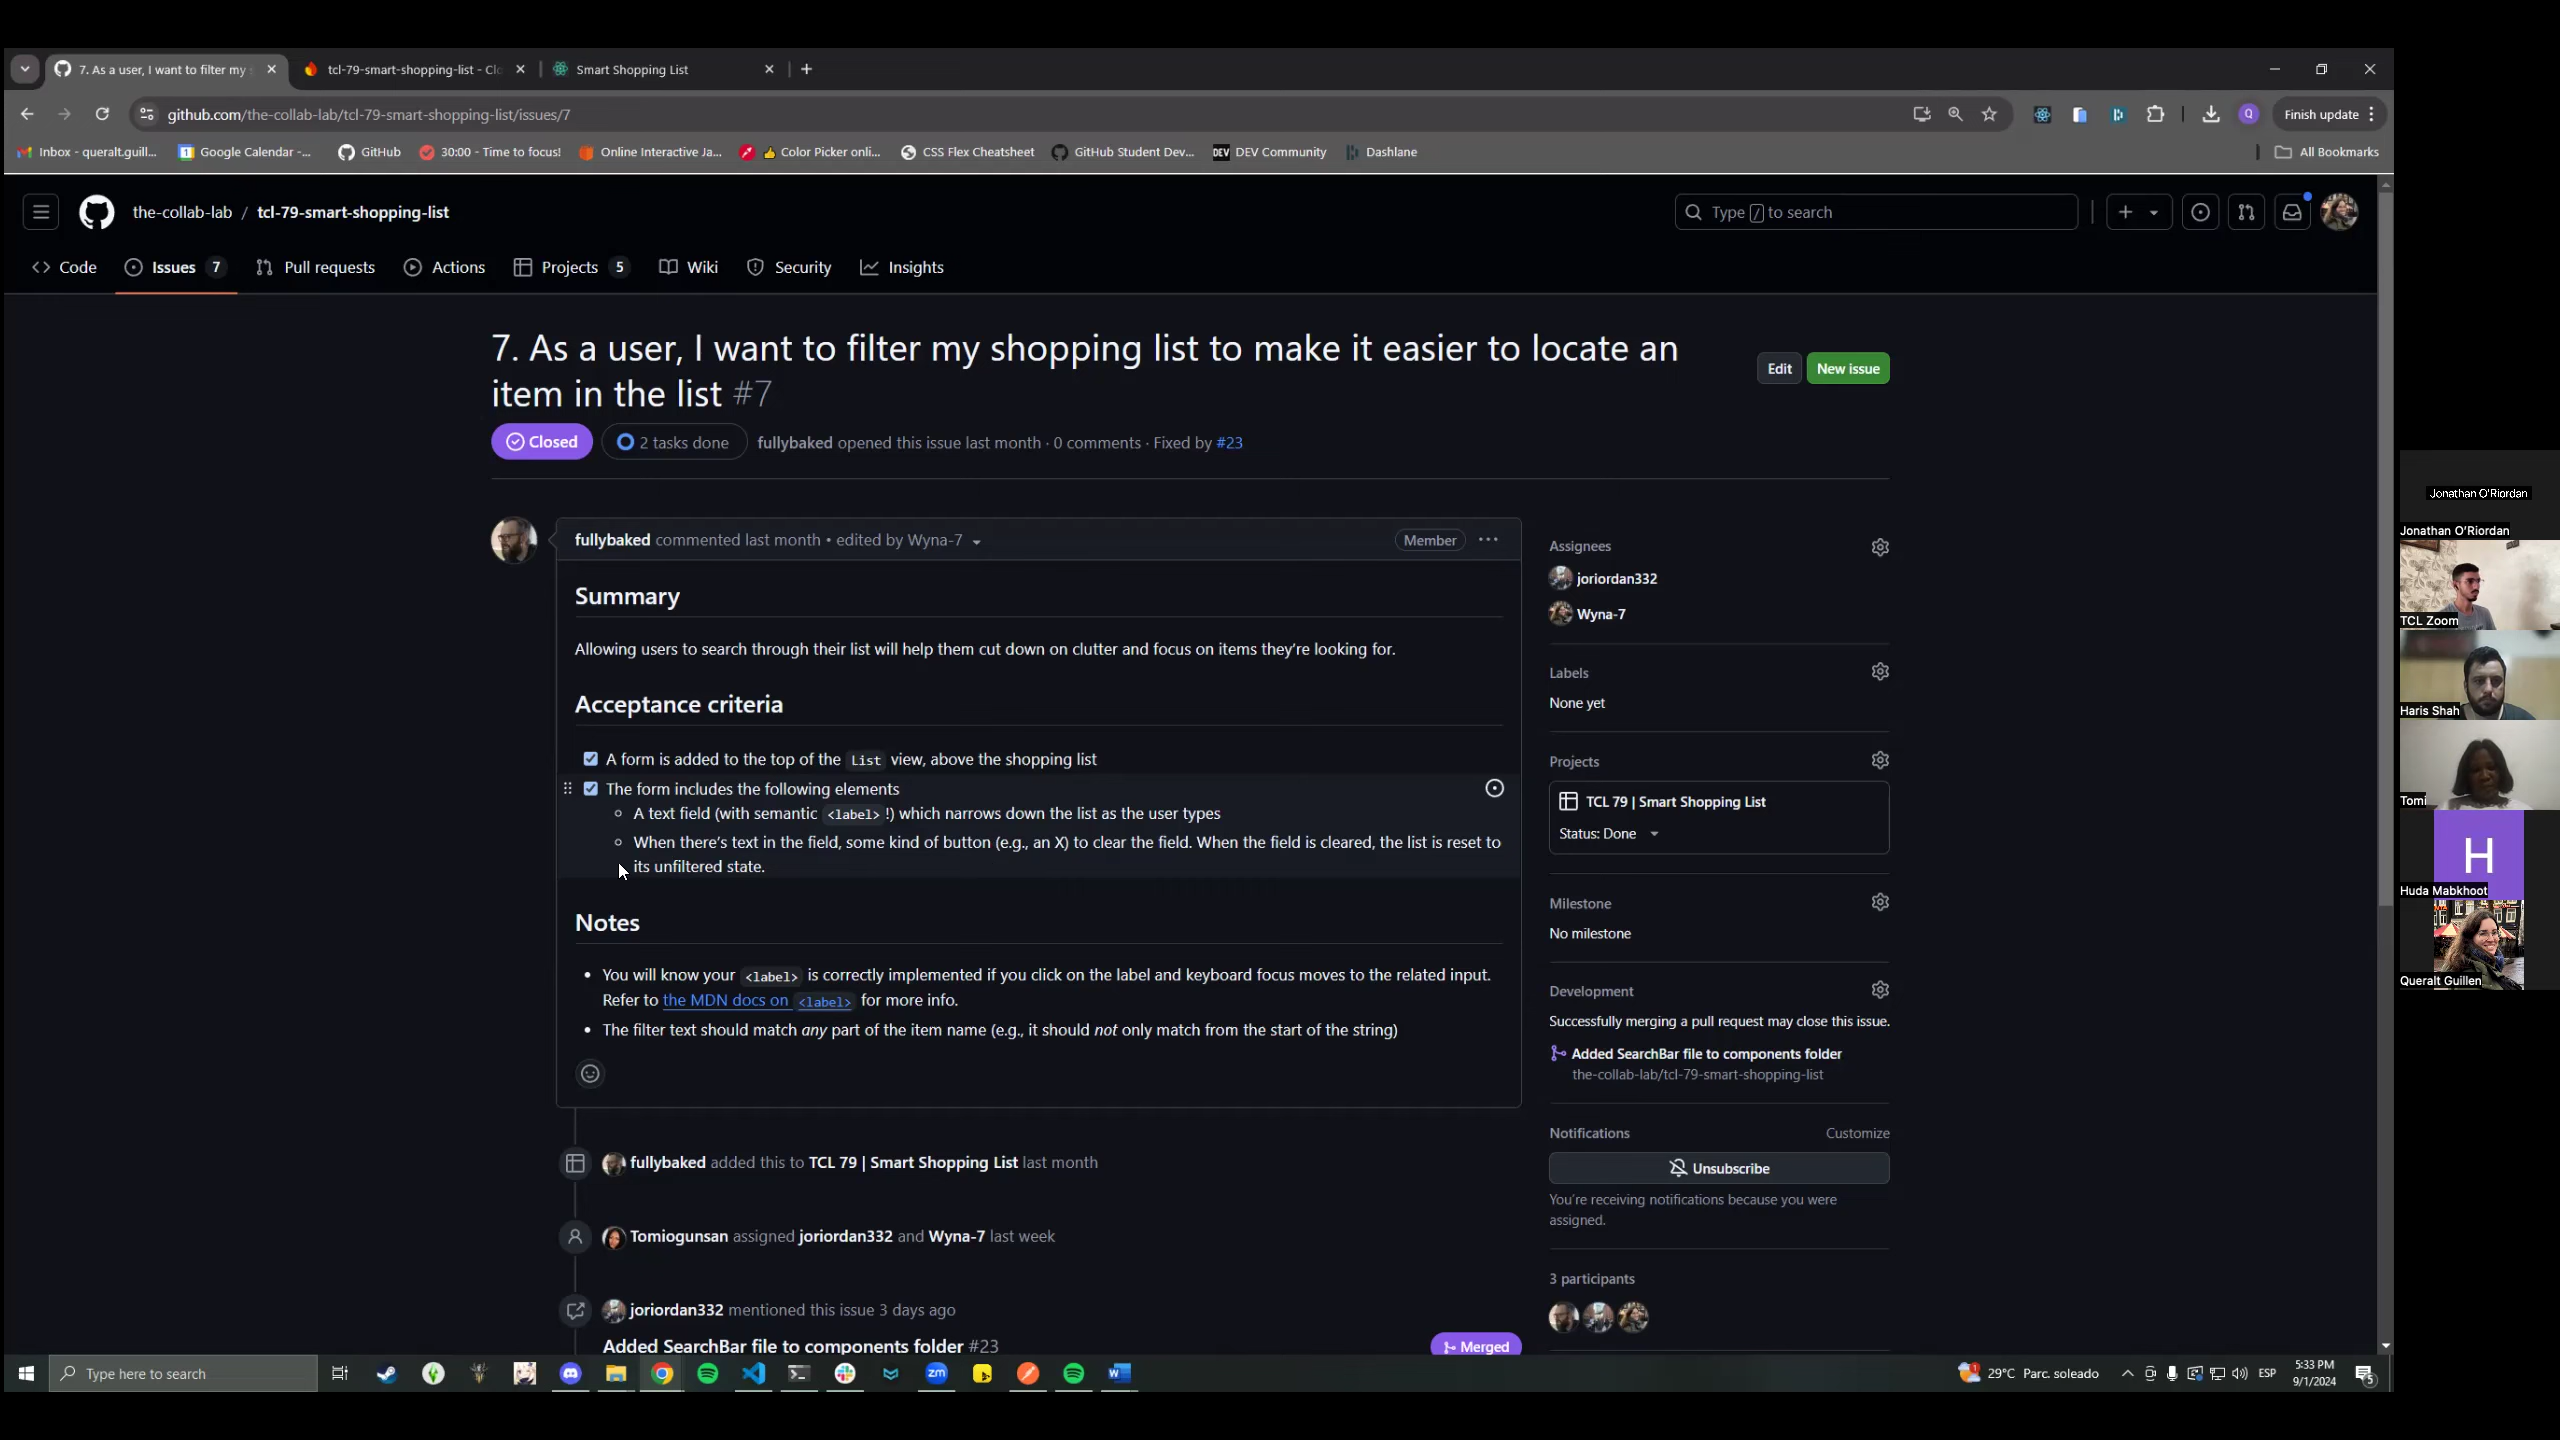 7. As a user, I want to filter my
tcl-79-smart-shopping-list - Clo
Smart Shopping List
github.com/the-collab-lab/tcl-79-smart-shopping-list/issues/7
Finish update
Inbox - queralt.guill...
Google Calendar -...
GitHub
30:00 - Time to focus!
Online Interactive Ja...
Color Picker onli...
CSS Flex Cheatsheet
GitHub Student Dev...
DEV Community
Dashlane
All Bookmarks
the-collab-lab / tcl-79-smart-shopping-list
Type / to search
Code
Issues 7
Pull requests
Actions
Projects 5
Wiki
Security
Insights
7. As a user, I want to filter my shopping list to make it easier to locate an
item in the list #7
Edit
New issue
Closed
2 tasks done
fullybaked opened this issue last month · 0 comments · Fixed by #23
fullybaked commented last month • edited by Wyna-7
Member
Summary
Allowing users to search through their list will help them cut down on clutter and focus on items they're looking for.
Acceptance criteria
A form is added to the top of the List view, above the shopping list
The form includes the following elements
A text field (with semantic <label> !) which narrows down the list as the user types
When there's text in the field, some kind of button (e.g., an X) to clear the field. When the field is cleared, the list is reset to
its unfiltered state.
Notes
You will know your <label> is correctly implemented if you click on the label and keyboard focus moves to the related input.
Refer to the MDN docs on <label> for more info.
The filter text should match any part of the item name (e.g., it should not only match from the start of the string)
fullybaked added this to TCL 79 | Smart Shopping List last month
Tomiogunsan assigned joriordan332 and Wyna-7 last week
joriordan332 mentioned this issue 3 days ago
Added SearchBar file to components folder #23
Merged
Assignees
joriordan332
Wyna-7
Labels
None yet
Projects
TCL 79 | Smart Shopping List
Status: Done
Milestone
No milestone
Development
Successfully merging a pull request may close this issue.
Added SearchBar file to components folder
the-collab-lab/tcl-79-smart-shopping-list
Notifications
Customize
Unsubscribe
You're receiving notifications because you were
assigned.
3 participants
Jonathan O'Riordan
Jonathan O'Riordan
TCL Zoom
Haris Shah
Tomi
H
Huda Mabkhoot
Queralt Guillen
Type here to search
29°C Parc. soleado
ESP
5:33 PM
9/1/2024
5